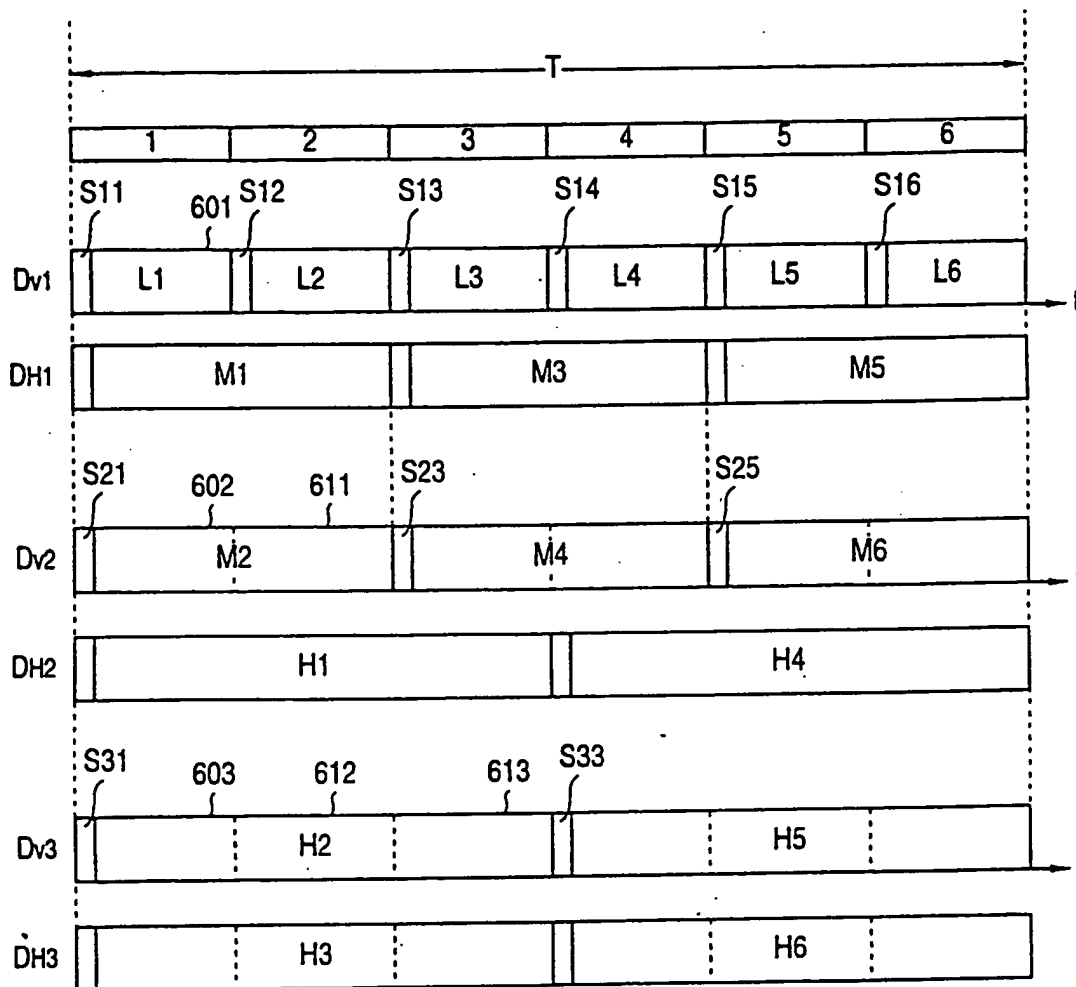 T
1 2 3 4 5 6
S11 601 S12 S13 S14 S15 S16
Dv1 L1 L2 L3 L4 L5 L6
DH1 M1 M3 M5
S21 602 611 S23 S25
Dv2 M2 M4 M6
DH2 H1 H4
S31 603 612 613 S33
Dv3 H2 H5
DH3 H3 H6